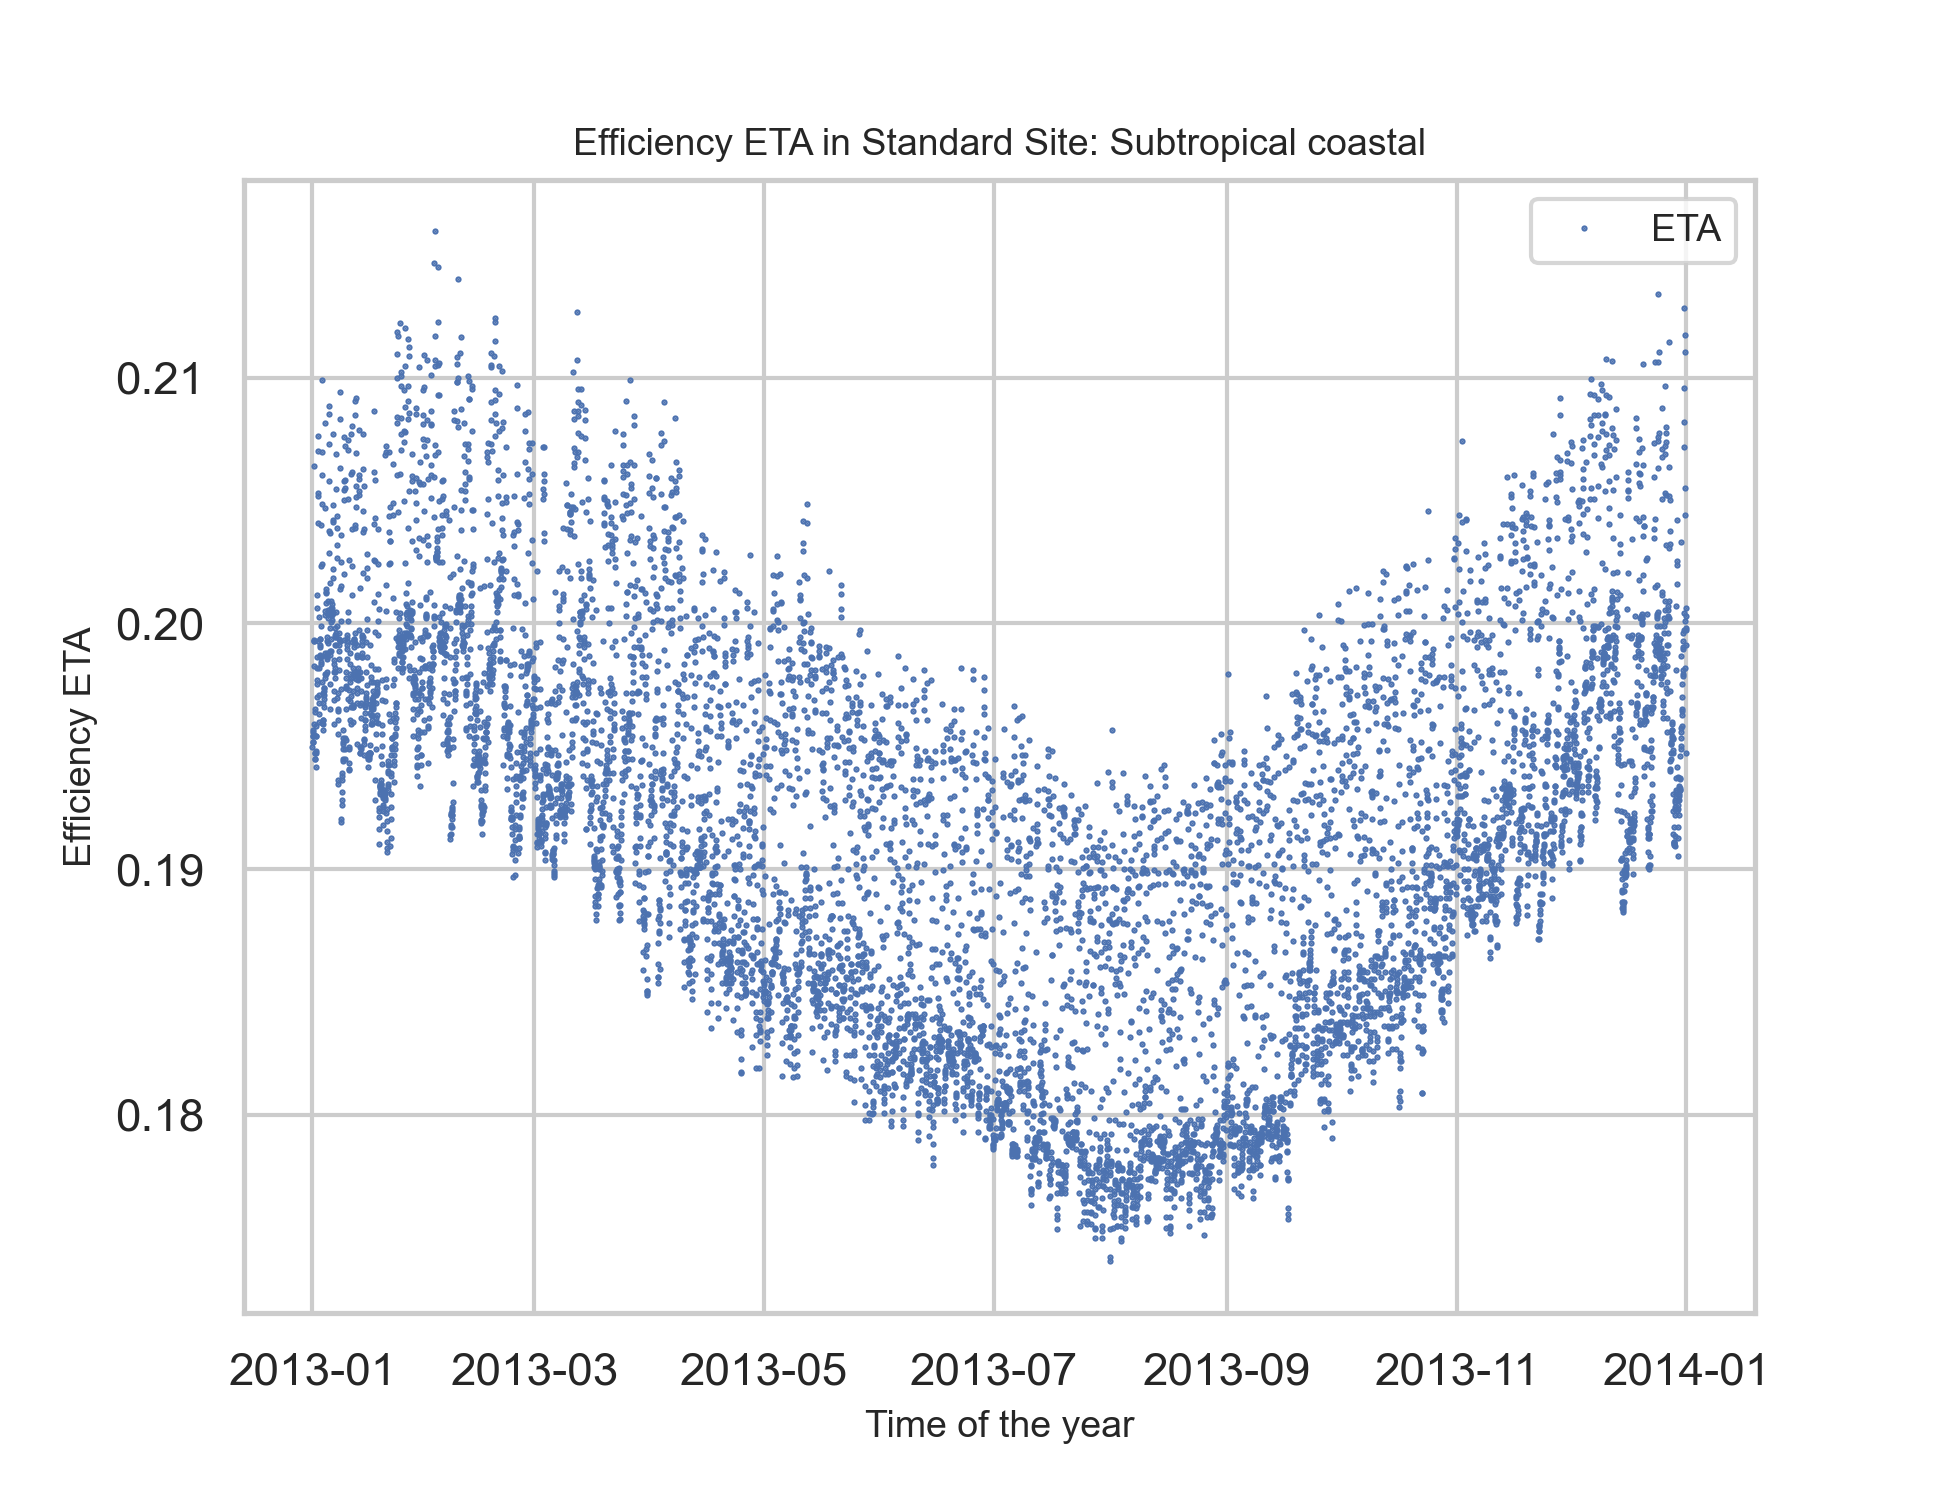 Efficiency ETA in Standard Site: Subtropical coastal
ETA
0.21
0.20
0.19
0.18
Efficiency ETA
2013-01 2013-03 2013-05 2013-07 2013-09 2013-11 2014-01
Time of the year